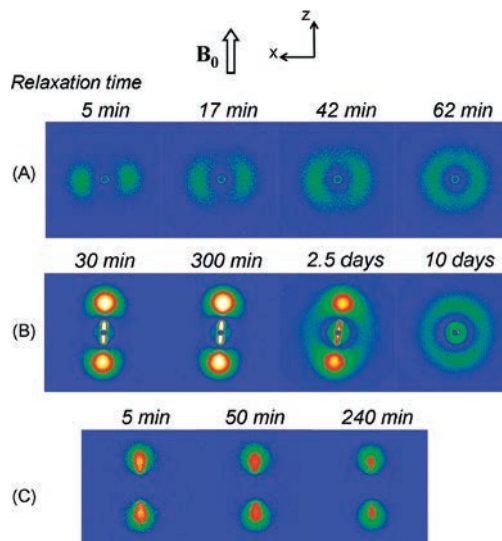 z
B0
x
Relaxation time
5 min 17 min 42 min 62 min
(A)
30 min 300 min 2.5 days 10 days
(B)
5 min 50 min 240 min
(C)